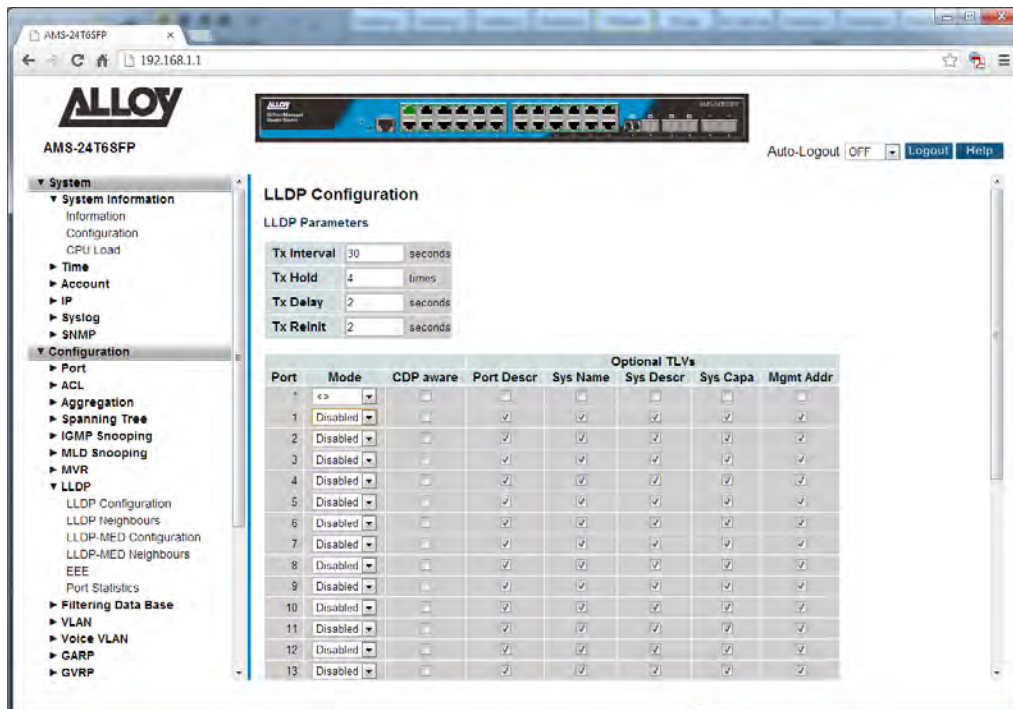 AMS-24T6SFP
192.168.1.1
ALLOY
ALLOY
AMS-24T6SFP
Auto-Logout OFF Logout Help
▼ System
▼ System Information
Information
Configuration
CPU Load
► Time
► Account
► IP
► Syslog
► SNMP
▼ Configuration
► Port
► ACL
► Aggregation
► Spanning Tree
► IGMP Snooping
► MLD Snooping
► MVR
▼ LLDP
LLDP Configuration
LLDP Neighbours
LLDP-MED Configuration
LLDP-MED Neighbours
EEE
Port Statistics
► Filtering Data Base
► VLAN
► Voice VLAN
► GARP
► GVRP
LLDP Configuration
LLDP Parameters
Tx Interval 30 seconds
Tx Hold 4 times
Tx Delay 2 seconds
Tx Reinit 2 seconds
Optional TLVs
Port Mode CDP aware Port Descr Sys Name Sys Descr Sys Capa Mgmt Addr
* <>
1 Disabled
2 Disabled
3 Disabled
4 Disabled
5 Disabled
6 Disabled
7 Disabled
8 Disabled
9 Disabled
10 Disabled
11 Disabled
12 Disabled
13 Disabled